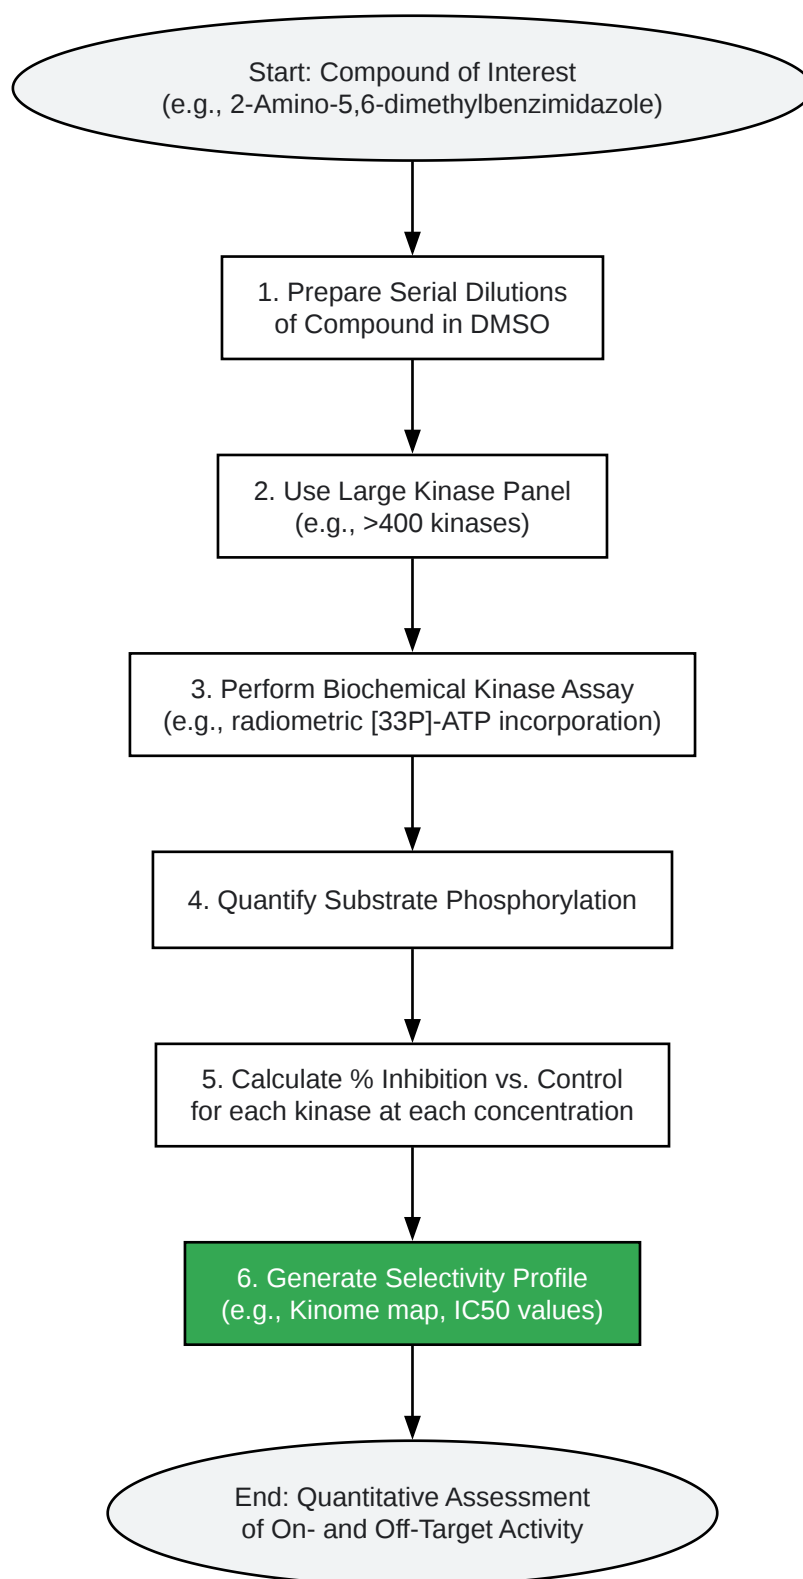 Start: Compound of Interest
(e.g., 2-Amino-5,6-dimethylbenzimidazole)
1. Prepare Serial Dilutions
of Compound in DMSO
2. Use Large Kinase Panel
(e.g., >400 kinases)
3. Perform Biochemical Kinase Assay
(e.g., radiometric [33P]-ATP incorporation)
4. Quantify Substrate Phosphorylation
5. Calculate % Inhibition vs. Control
for each kinase at each concentration
6. Generate Selectivity Profile
(e.g., Kinome map, IC50 values)
End: Quantitative Assessment
of On- and Off-Target Activity